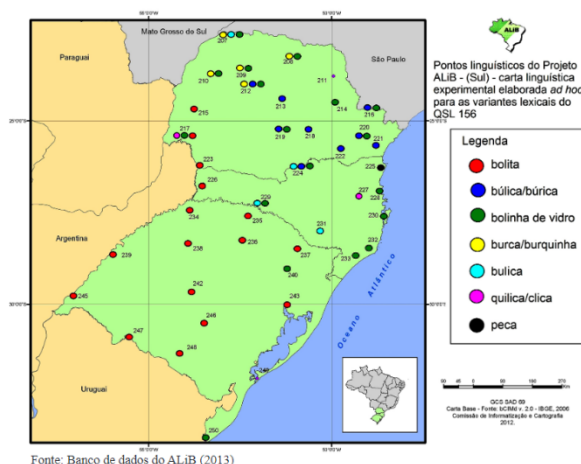 Mato Grosso do Sul
Paraguai
São Paulo
Argentina
Uruguai
Oceano Atlântico
207
208
209
210
211
212
213
214
215
216
217
218
219
220
221
222
223
224
225
226
227
228
229
230
231
232
233
234
235
236
237
238
239
240
242
243
245
246
247
248
249
250
ALiB
Pontos linguísticos do Projeto
ALiB - (Sul) - carta linguística
experimental elaborada ad hoc
para as variantes lexicais do
QSL 156
Legenda
bolita
búlica/búrica
bolinha de vidro
burca/burquinha
bulica
quilica/clica
peca
GCS SAD 69
Carta Base - Fonte: bCIMd v. 2.0 - IBGE, 2006
Comissão de Informatização e Cartografia
2012.
Fonte: Banco de dados do ALiB (2013)